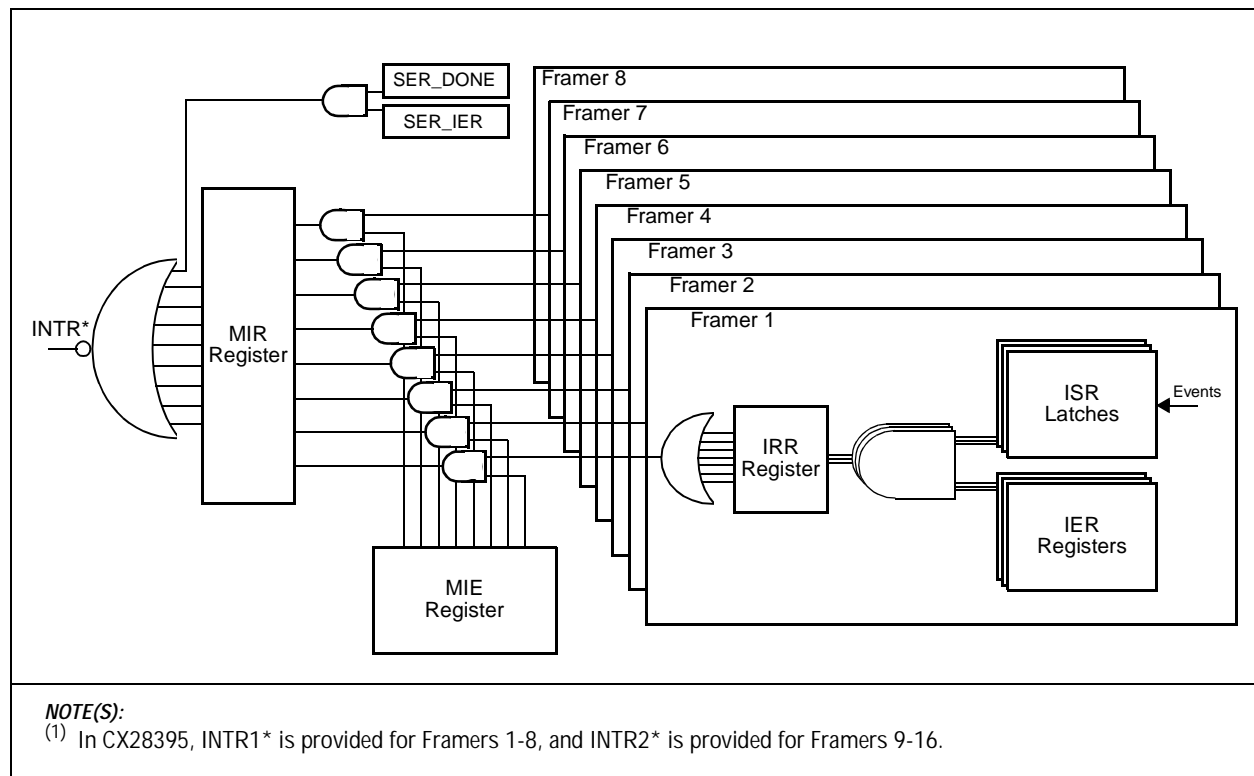 SER_DONE
SER_IER
Framer 8
Framer 7
Framer 6
Framer 5
Framer 4
Framer 3
Framer 2
Framer 1
INTR*
MIR
Register
IRR
Register
ISR
Latches
Events
IER
Registers
MIE
Register
NOTE(S):
(1) In CX28395, INTR1* is provided for Framers 1-8, and INTR2* is provided for Framers 9-16.